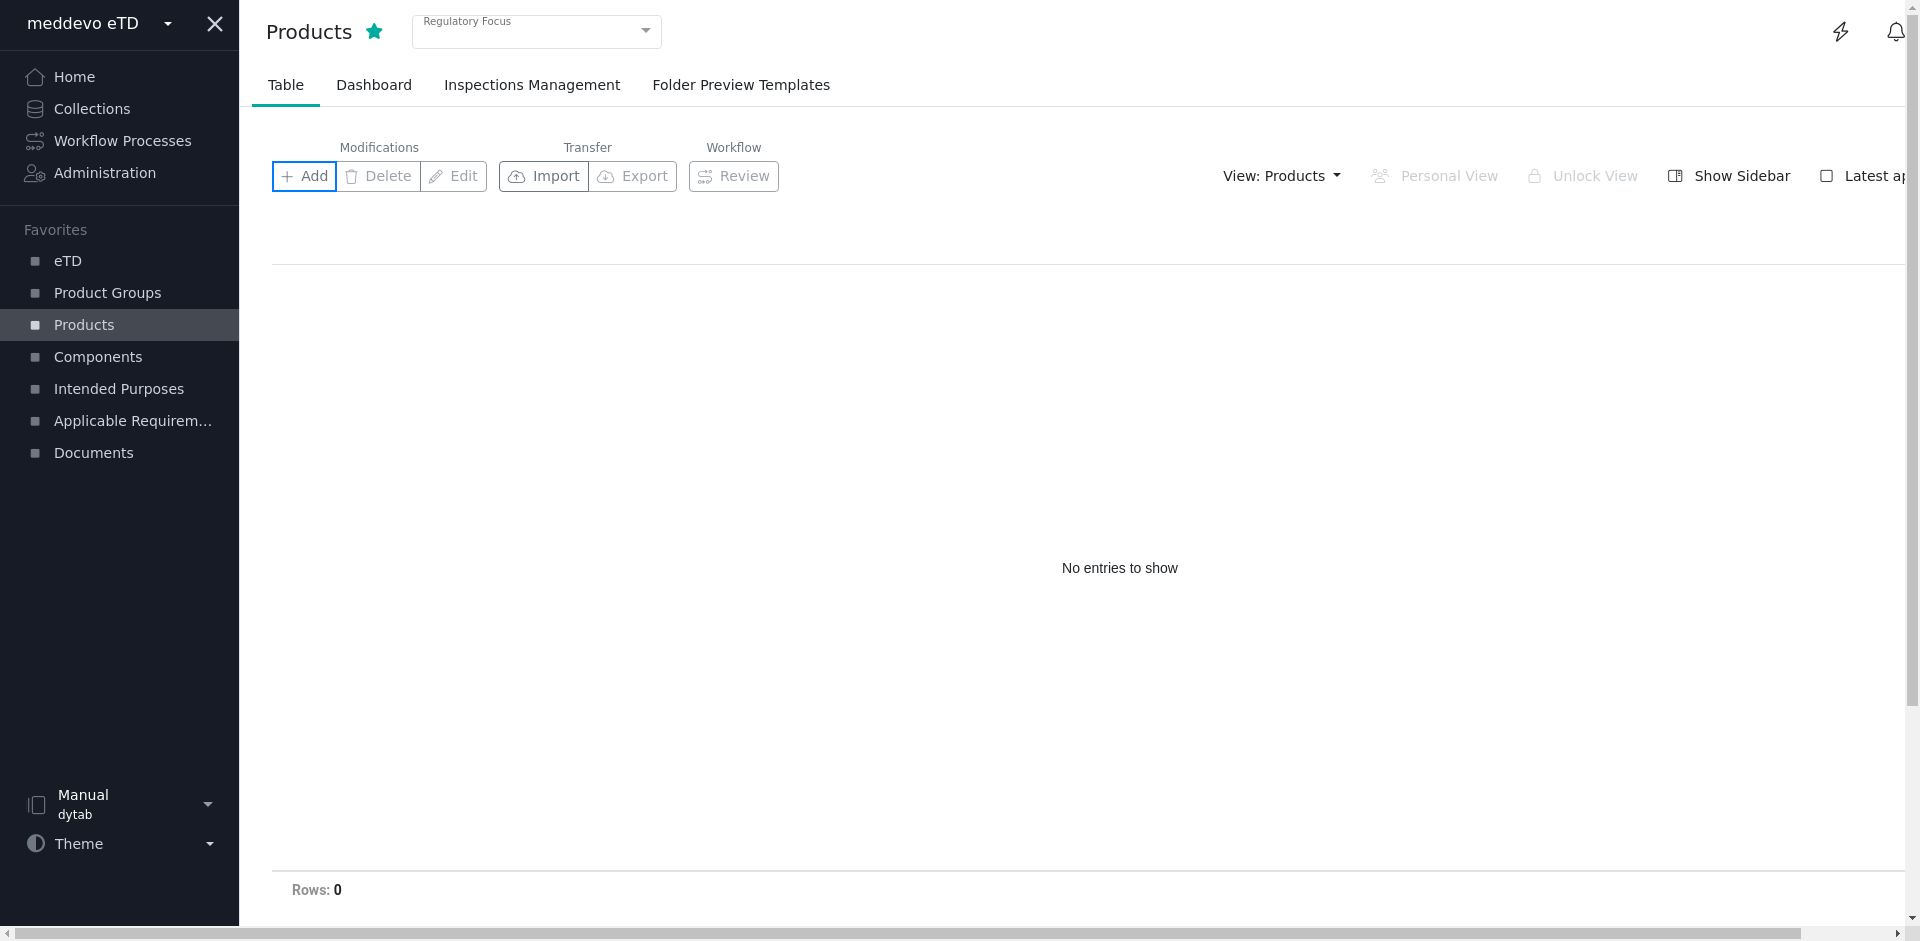 meddevo eTD
Home
Collections
Workflow Processes
Administration
Favorites
eTD
Product Groups
Products
Components
Intended Purposes
Applicable Requirem...
Documents
Manual
dytab
Theme
Products
Regulatory Focus
Table Dashboard Inspections Management Folder Preview Templates
Modifications Transfer Workflow
Add Delete Edit Import Export Review View: Products Personal View Unlock View Show Sidebar Latest ap
No entries to show
Rows: 0